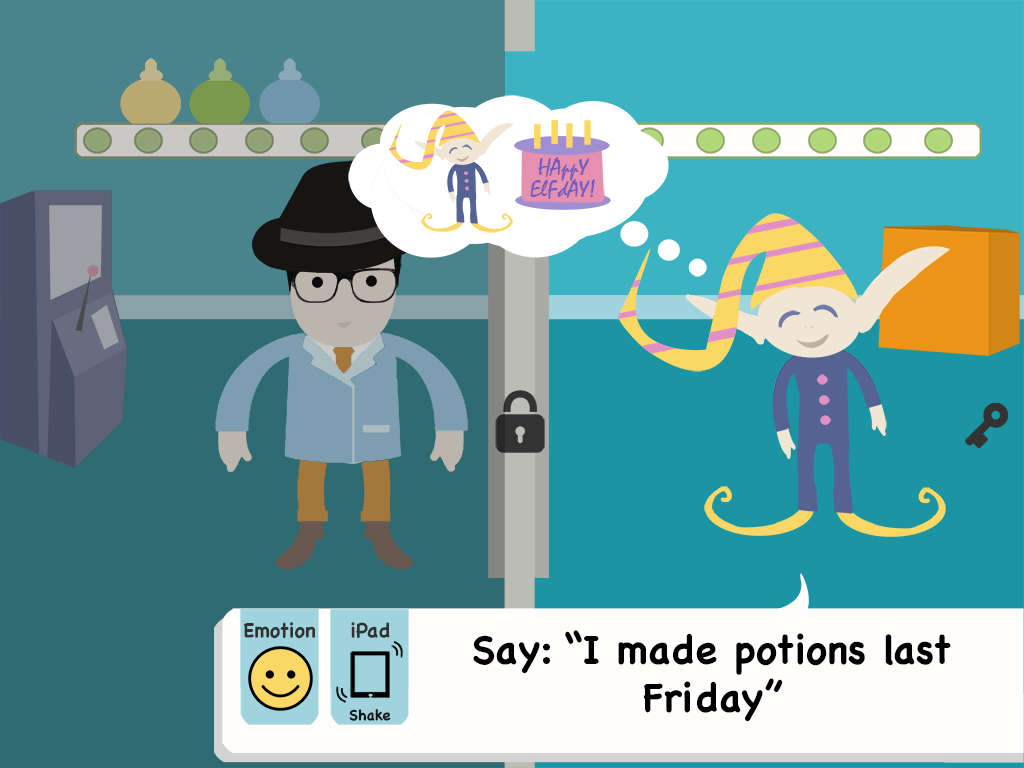 HAppY
ElFdAY!
Emotion
iPad
Shake
Say: “I made potions last
Friday”